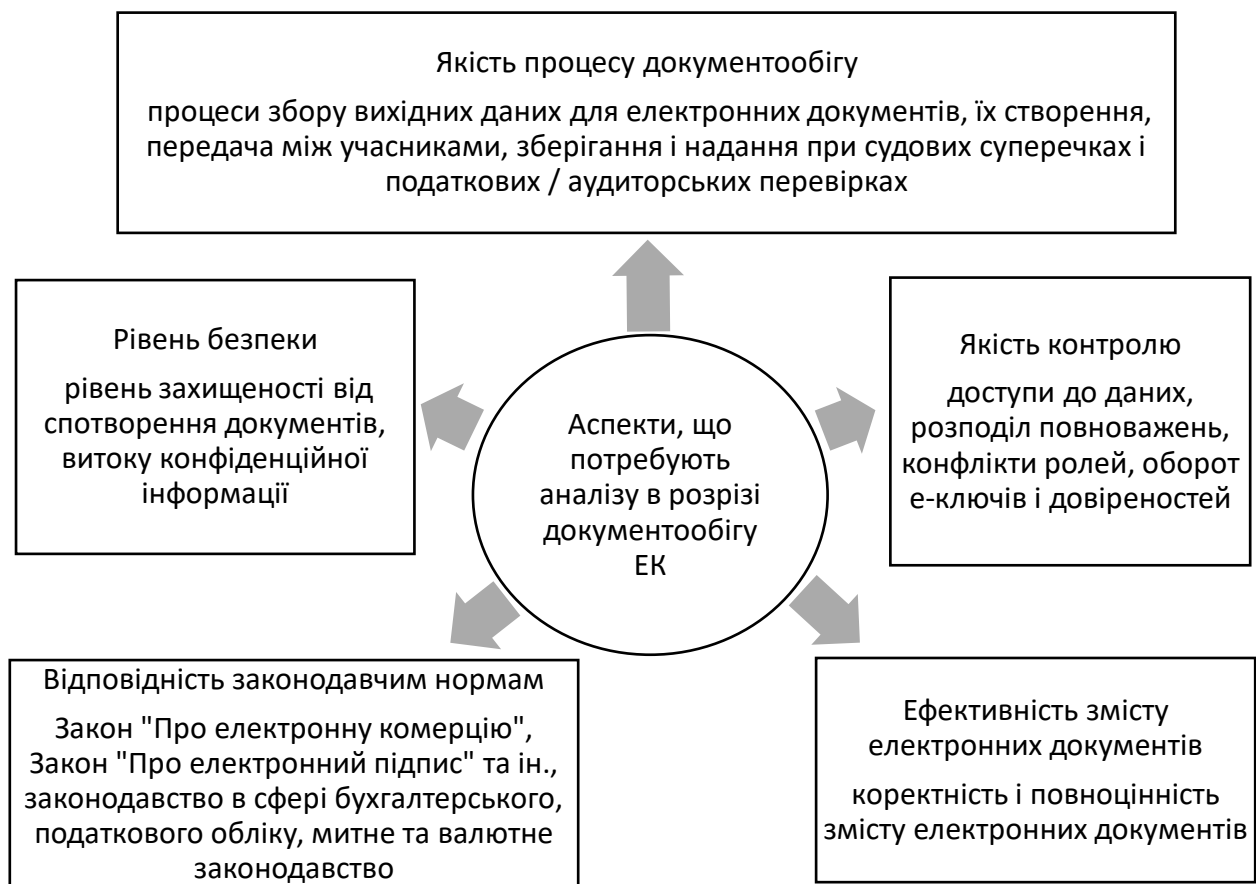 Якість процесу документообігу
процеси збору вихідних даних для електронних документів, їх створення,
передача між учасниками, зберігання і надання при судових суперечках і
податкових / аудиторських перевірках
Рівень безпеки
рівень захищеності від
спотворення документів,
витоку конфіденційної
інформації
Аспекти, що
потребують
аналізу в розрізі
документообігу
ЕК
Якість контролю
доступи до даних,
розподіл повноважень,
конфлікти ролей, оборот
е-ключів і довіреностей
Відповідність законодавчим нормам
Закон "Про електронну комерцію",
Закон "Про електронний підпис" та ін.,
законодавство в сфері бухгалтерського,
податкового обліку, митне та валютне
законодавство
Ефективність змісту
електронних документів
коректність і повноцінність
змісту електронних документів